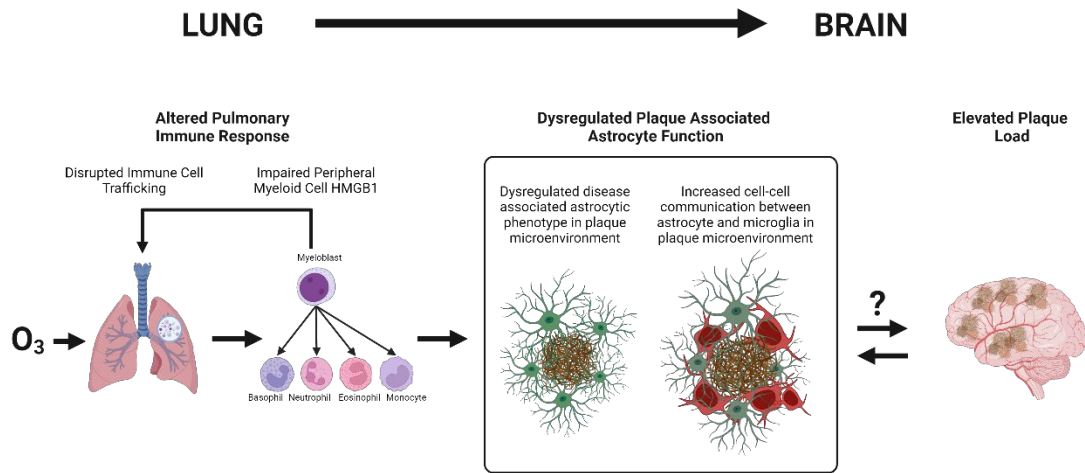 LUNG
BRAIN
Altered Pulmonary
Immune Response
Disrupted Immune Cell
Trafficking
Impaired Peripheral
Myeloid Cell HMGB1
Myeloblast
O₃
Basophil
Neutrophil
Eosinophil
Monocyte
Dysregulated Plaque Associated
Astrocyte Function
Dysregulated disease
associated astrocytic
phenotype in plaque
microenvironment
Increased cell-cell
communication between
astrocyte and microglia in
plaque microenvironment
?
Elevated Plaque
Load